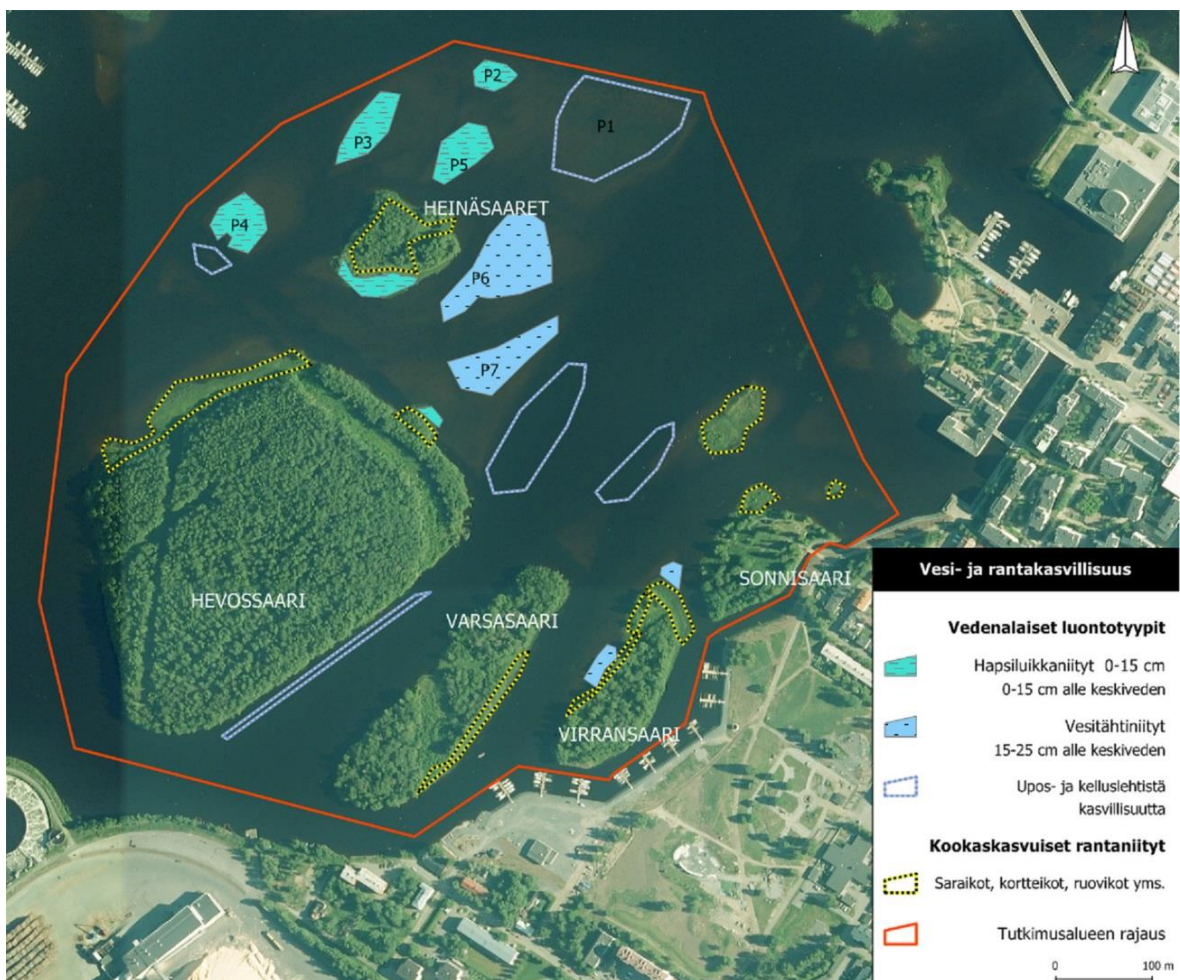 P2
P1
P3
P5
HEINÄSAARET
P4
P6
P7
HEVOSSAARI
VARSASAARI
SONNISAARI
VIRRANSAARI
Vesi- ja rantakasvillisuus
Vedenalaiset luontotyypit
Hapsiluikkaniityt 0-15 cm
0-15 cm alle keskiveden
Vesitähtiniityt
15-25 cm alle keskiveden
Upos- ja kelluslehtistä
kasvillisuutta
Kookaskasvuiset rantaniityt
Saraikot, kortteikot, ruovikot yms.
Tutkimusalueen rajaus
0 100 m